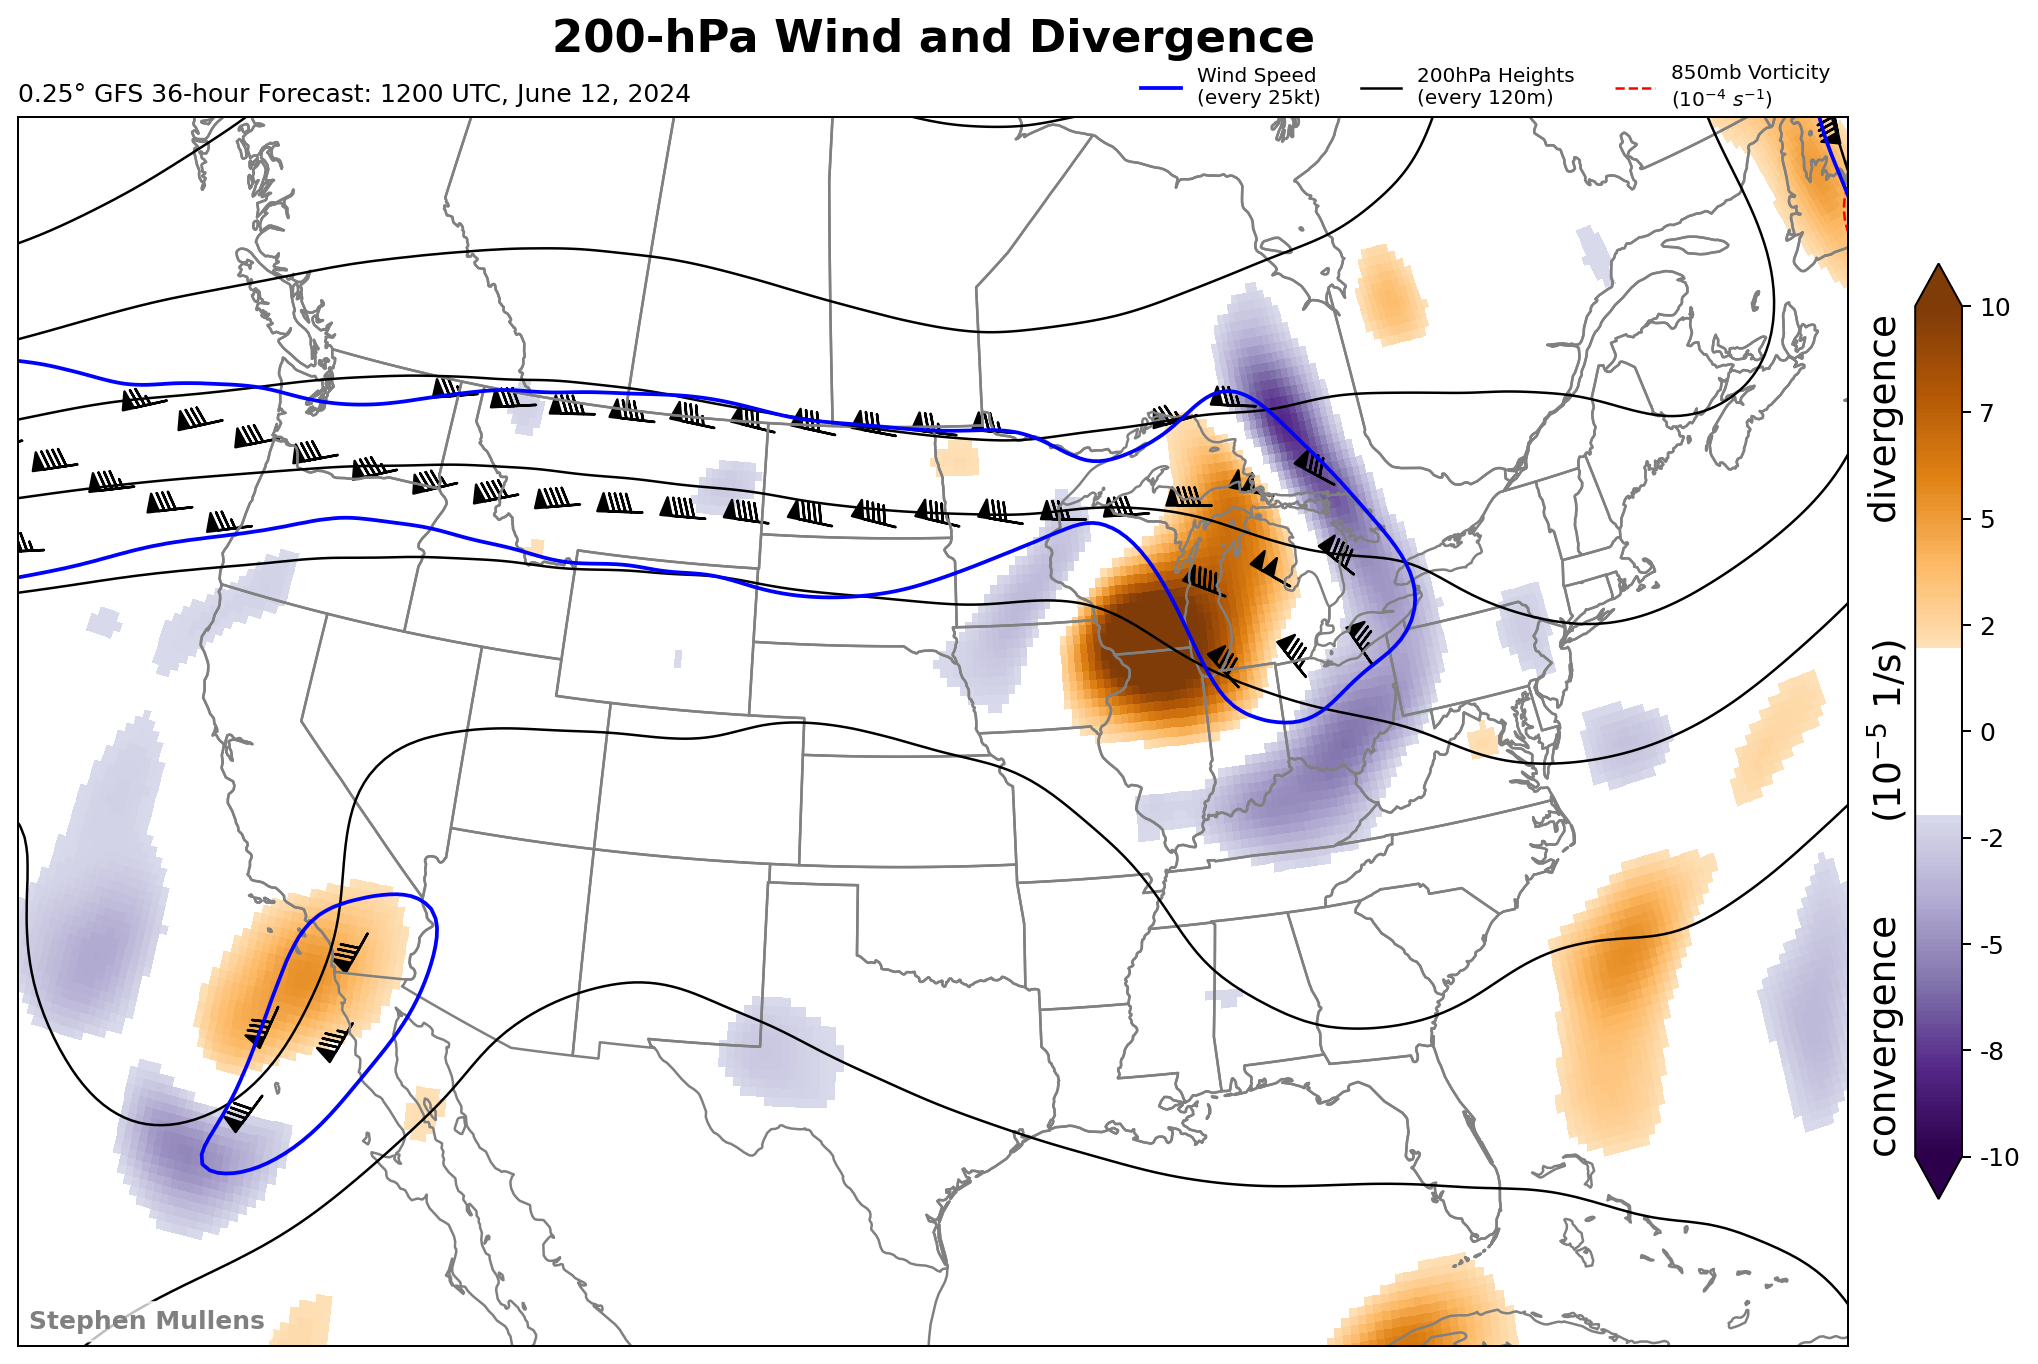 200-hPa Wind and Divergence
0.25° GFS 36-hour Forecast: 1200 UTC, June 12, 2024
Wind Speed
(every 25kt)
200hPa Heights
(every 120m)
850mb Vorticity
(10⁻⁴ s⁻¹)
10
7
5
2
0
-2
-5
-8
-10
divergence
(10⁻⁵ 1/s)
convergence
Stephen Mullens